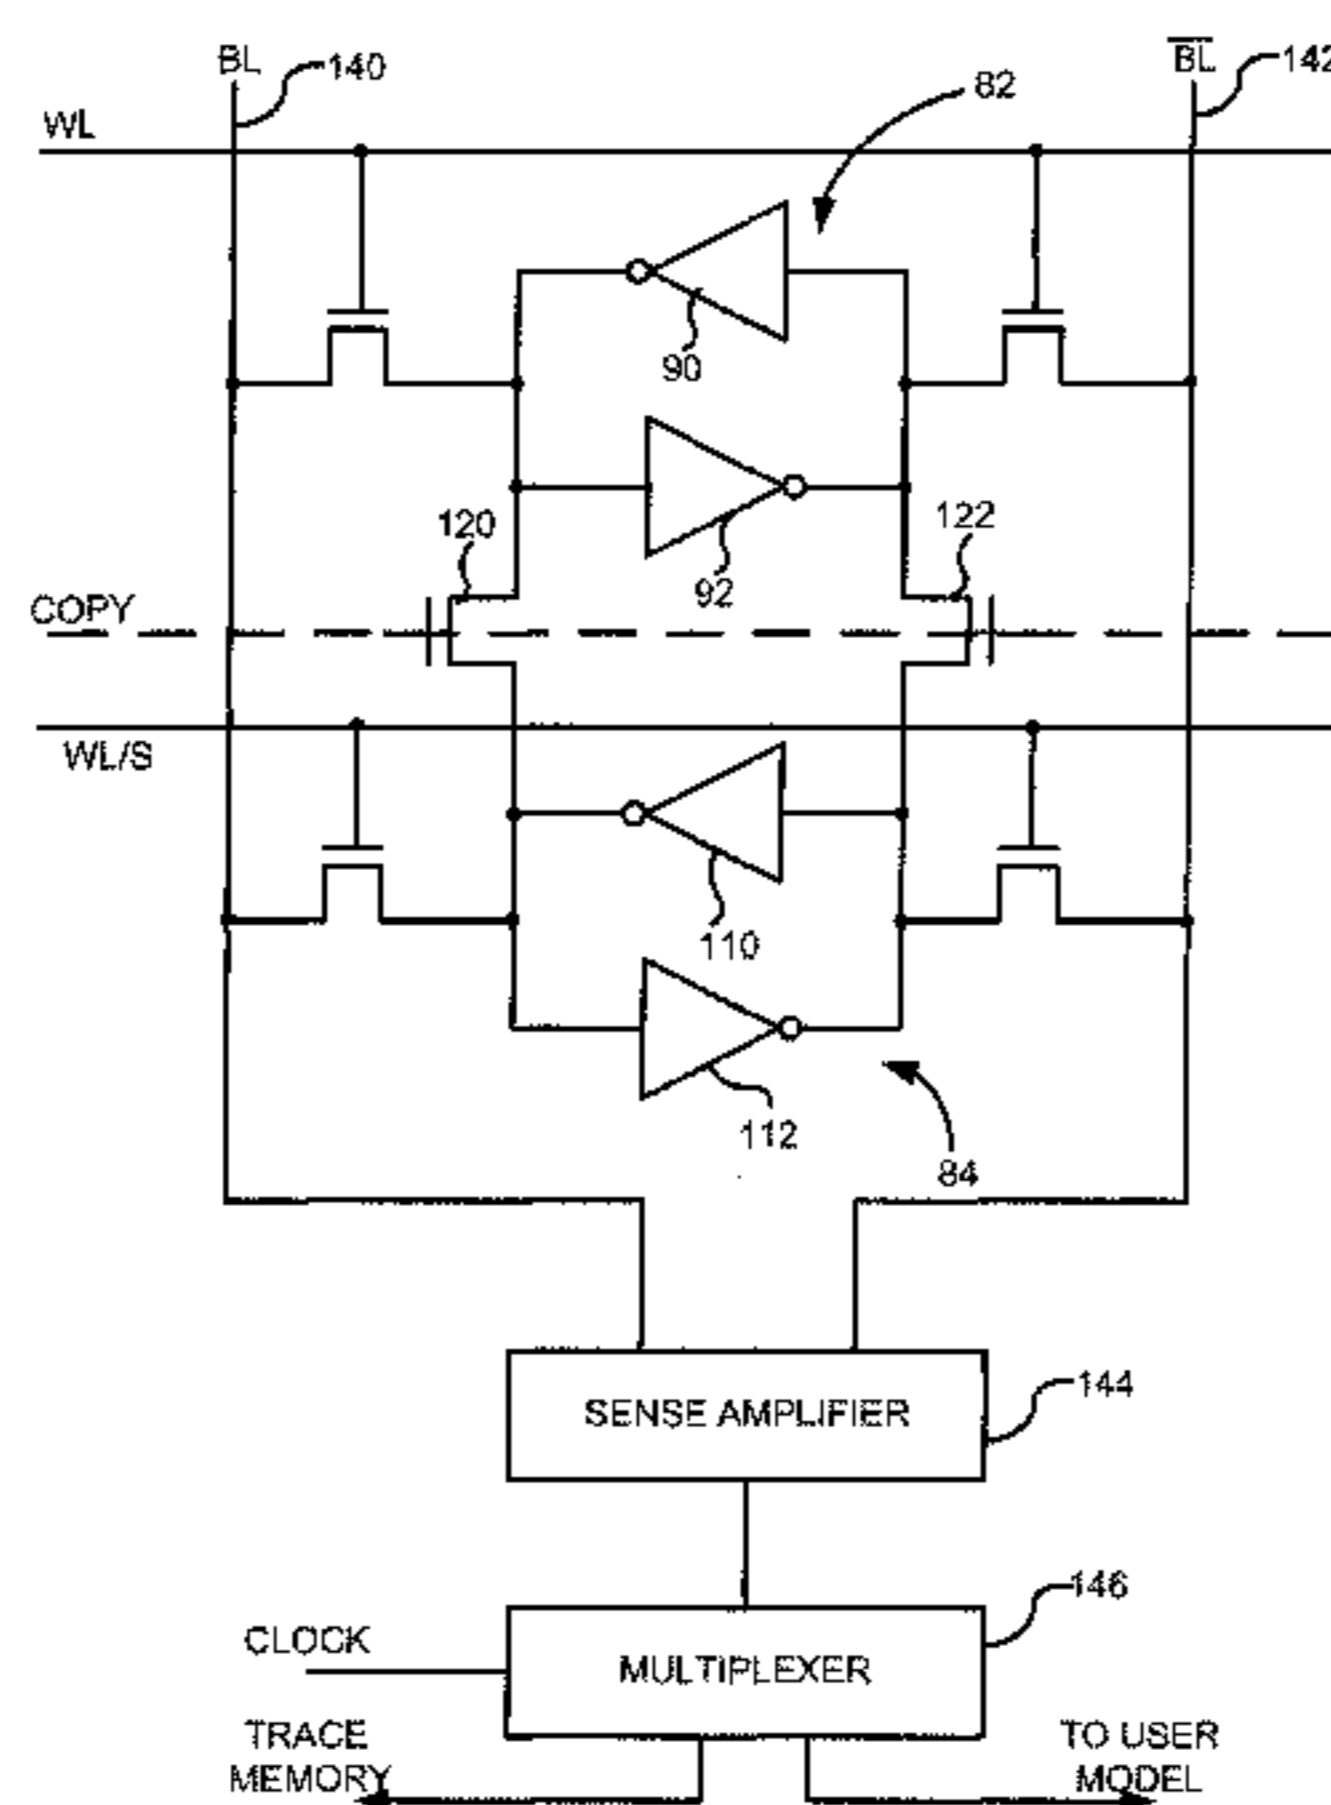 BL
140
B̅L̅
142
WL
82
90
120
92
122
COPY
WL/S
110
112
84
SENSE AMPLIFIER
144
146
CLOCK
MULTIPLEXER
TRACE
MEMORY
TO USER
MODEL